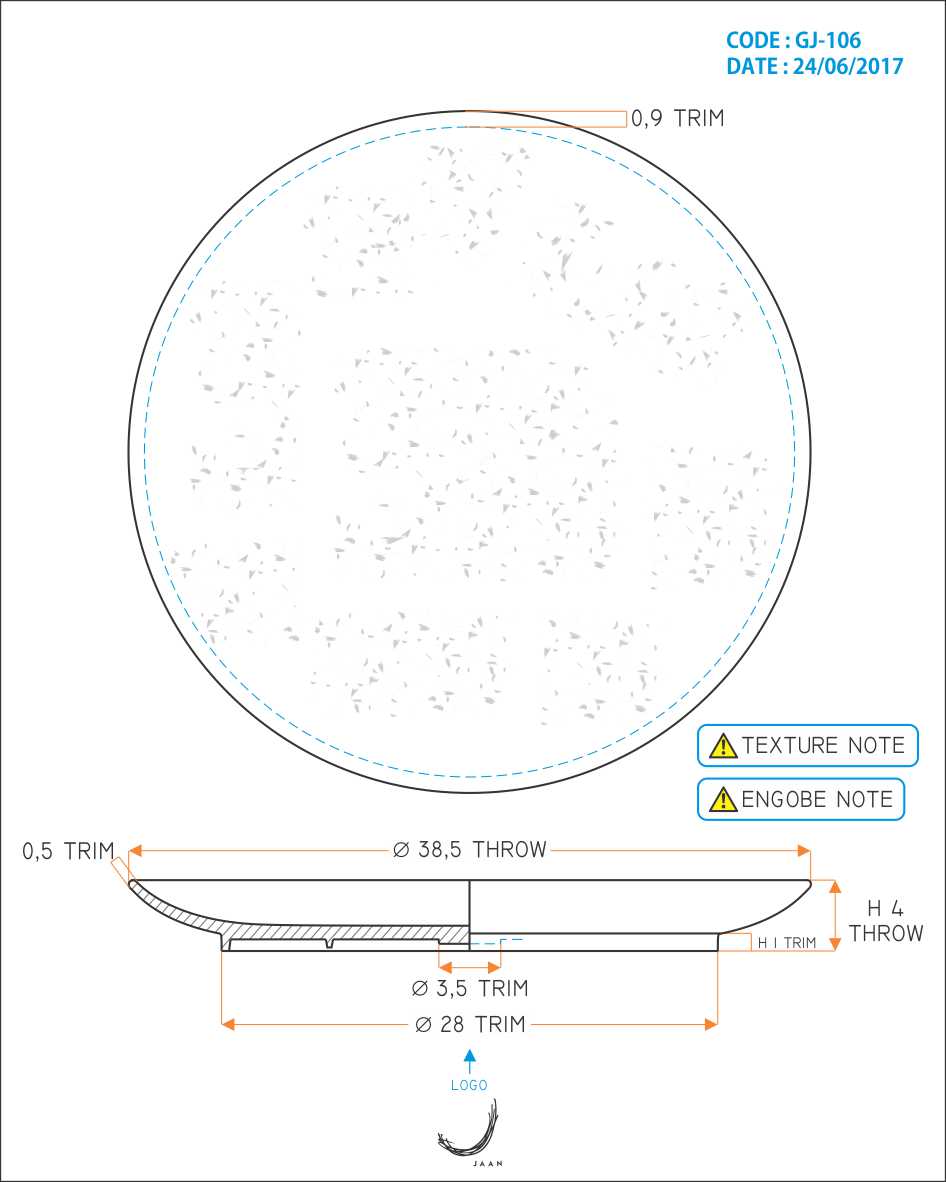 CODE : GJ-106
DATE : 24/06/2017
0,9 TRIM
TEXTURE NOTE
ENGOBE NOTE
0,5 TRIM
Ø 38,5 THROW
H 4
THROW
H 1 TRIM
Ø 3,5 TRIM
Ø 28 TRIM
LOGO
JAAN